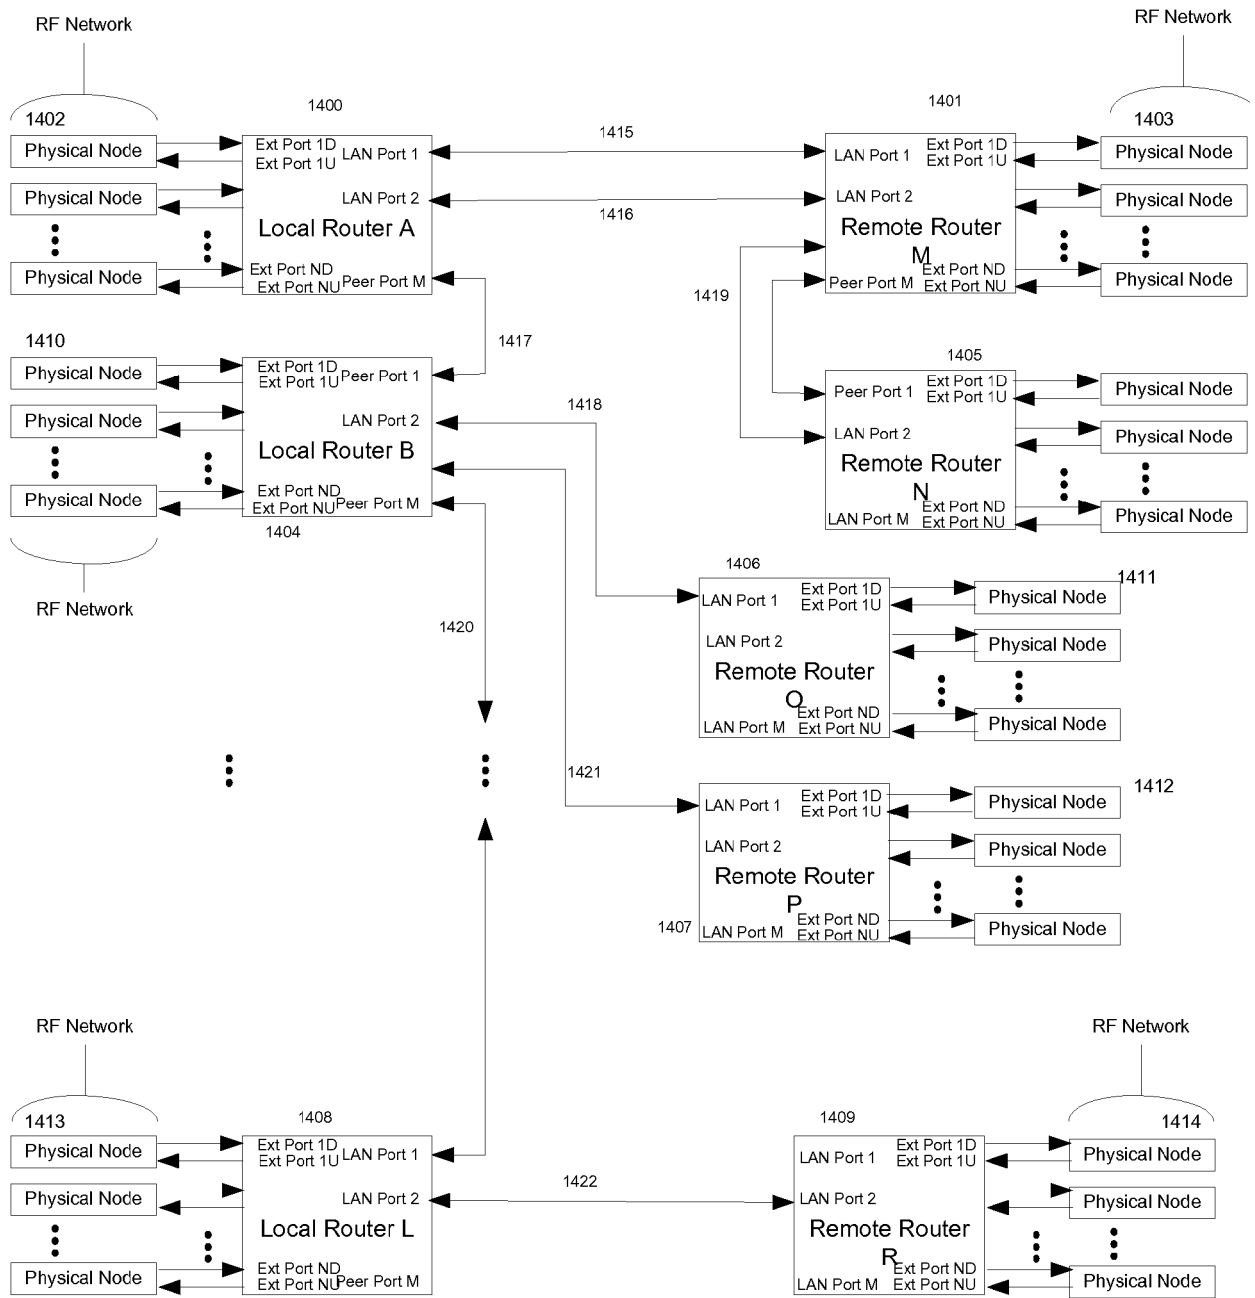 RF Network
RF Network
1402
1400
1401
1403
Physical Node
Ext Port 1D
Ext Port 1U
LAN Port 1
1415
LAN Port 1
Ext Port 1D
Ext Port 1U
Physical Node
Physical Node
LAN Port 2
1416
LAN Port 2
Physical Node
Local Router A
Remote Router
M
Physical Node
Ext Port ND
Ext Port NU
Peer Port M
1419
Peer Port M
Ext Port ND
Ext Port NU
Physical Node
1410
1417
1405
Physical Node
Ext Port 1D
Ext Port 1U
Peer Port 1
Peer Port 1
Ext Port 1D
Ext Port 1U
Physical Node
Physical Node
LAN Port 2
1418
LAN Port 2
Physical Node
Local Router B
Remote Router
N
Physical Node
Ext Port ND
Ext Port NU
Peer Port M
LAN Port M
Ext Port ND
Ext Port NU
Physical Node
1404
RF Network
1406
1411
LAN Port 1
Ext Port 1D
Ext Port 1U
Physical Node
1420
LAN Port 2
Physical Node
Remote Router
O
LAN Port M
Ext Port ND
Ext Port NU
Physical Node
1421
1412
LAN Port 1
Ext Port 1D
Ext Port 1U
Physical Node
LAN Port 2
Physical Node
Remote Router
P
1407
LAN Port M
Ext Port ND
Ext Port NU
Physical Node
RF Network
RF Network
1413
1408
1409
1414
Physical Node
Ext Port 1D
Ext Port 1U
LAN Port 1
LAN Port 1
Ext Port 1D
Ext Port 1U
Physical Node
Physical Node
LAN Port 2
1422
LAN Port 2
Physical Node
Local Router L
Remote Router
R
Physical Node
Ext Port ND
Ext Port NU
Peer Port M
LAN Port M
Ext Port ND
Ext Port NU
Physical Node